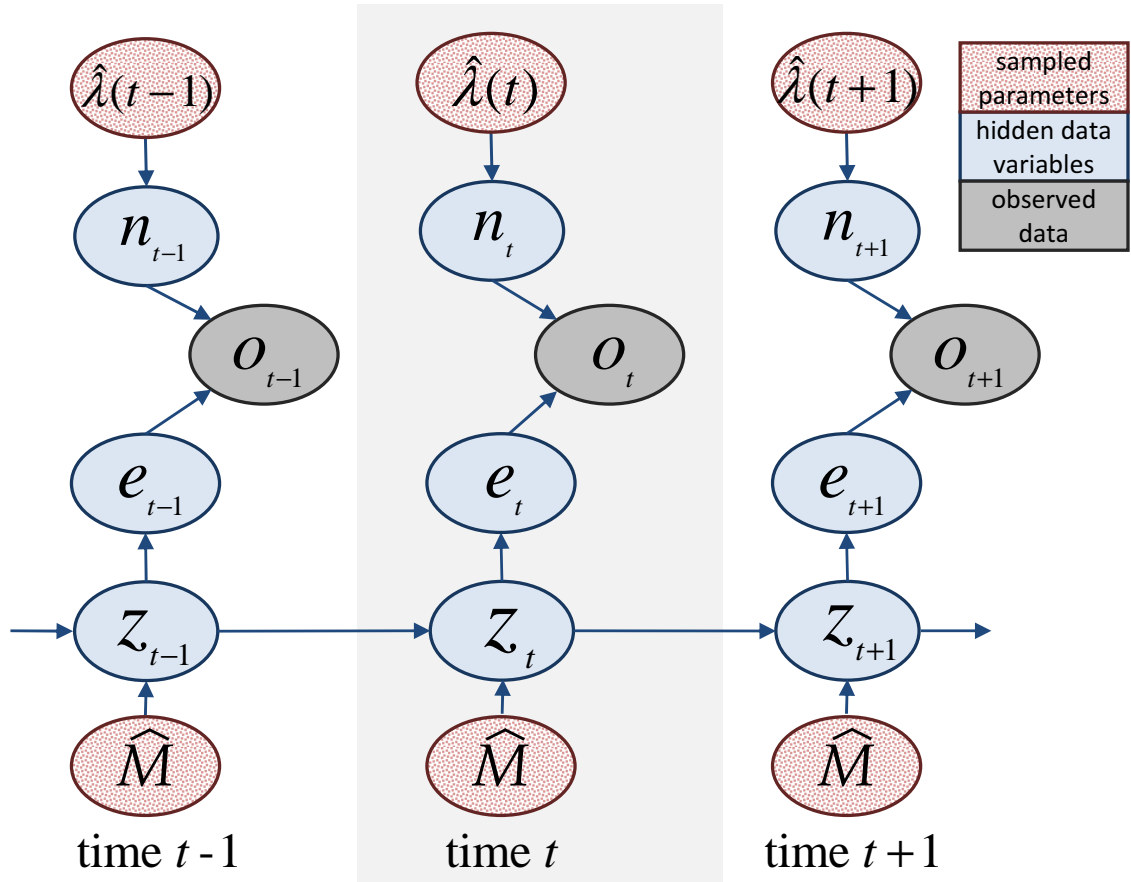 λ̂(t−1) λ̂(t) λ̂(t+1)
sampled
parameters
hidden data
variables
observed
data
n_{t−1} n_t n_{t+1}
o_{t−1} o_t o_{t+1}
e_{t−1} e_t e_{t+1}
z_{t−1} z_t z_{t+1}
M̂ M̂ M̂
time t - 1 time t time t + 1